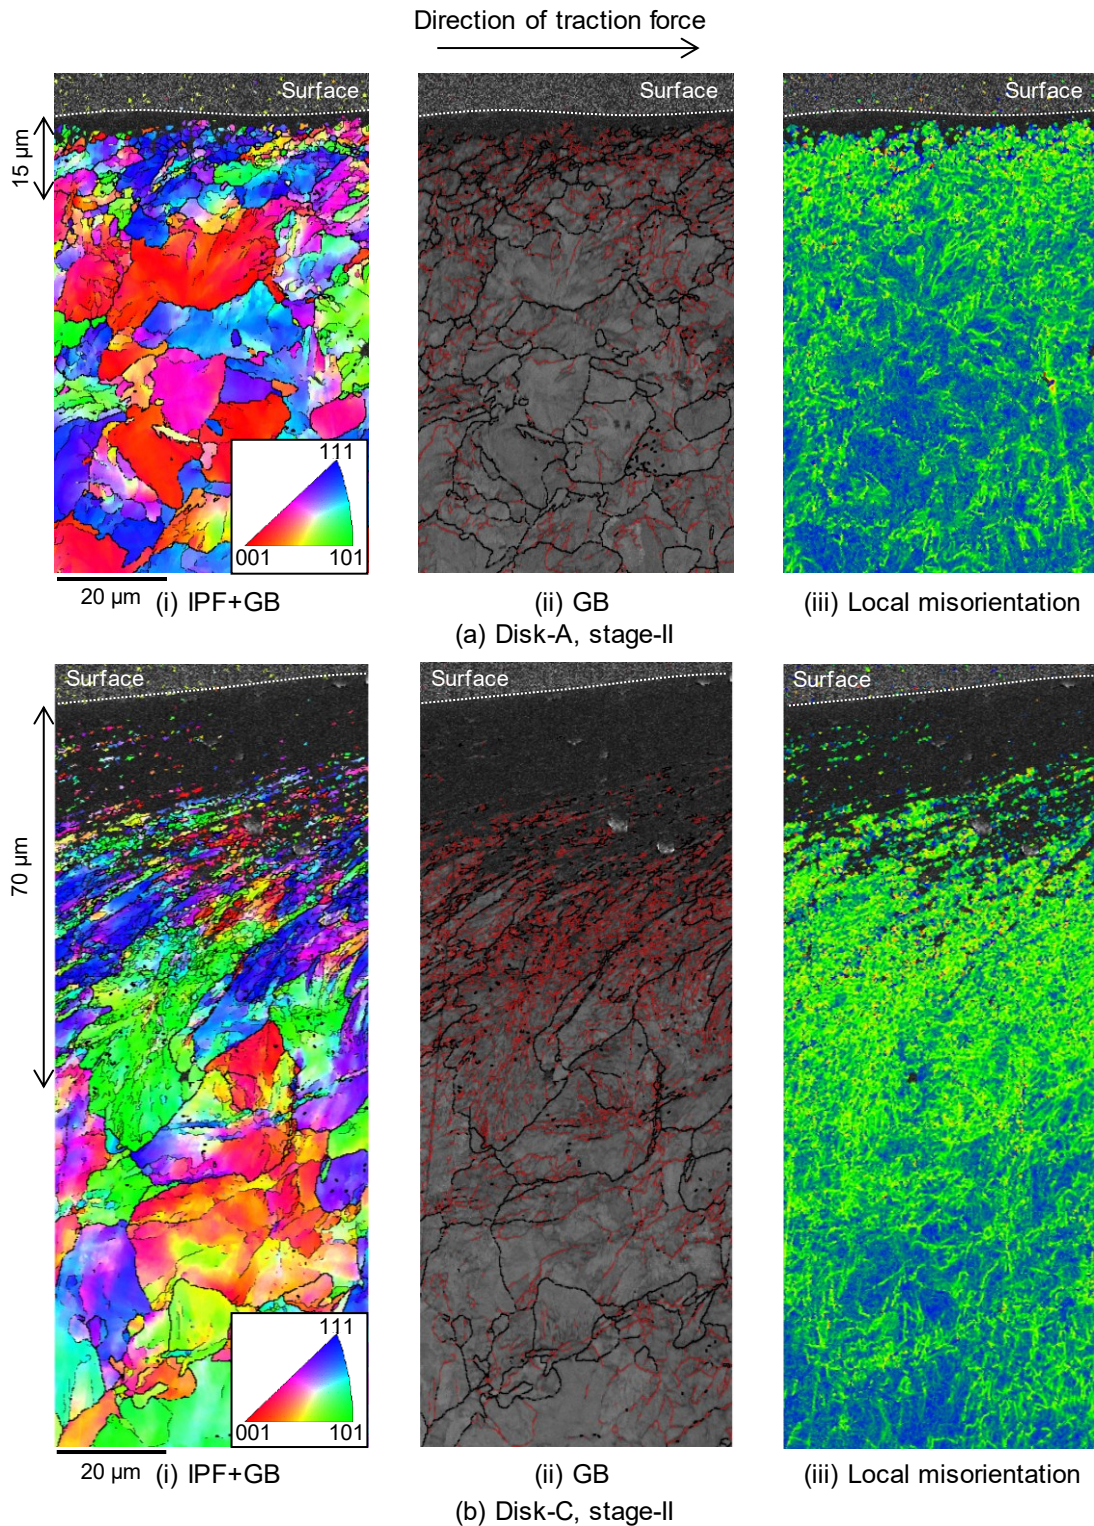 Direction of traction force
Surface
Surface
Surface
15 µm
111
001
101
20 µm
(i) IPF+GB
(ii) GB
(iii) Local misorientation
(a) Disk-A, stage-II
Surface
Surface
Surface
70 µm
111
001
101
20 µm
(i) IPF+GB
(ii) GB
(iii) Local misorientation
(b) Disk-C, stage-II